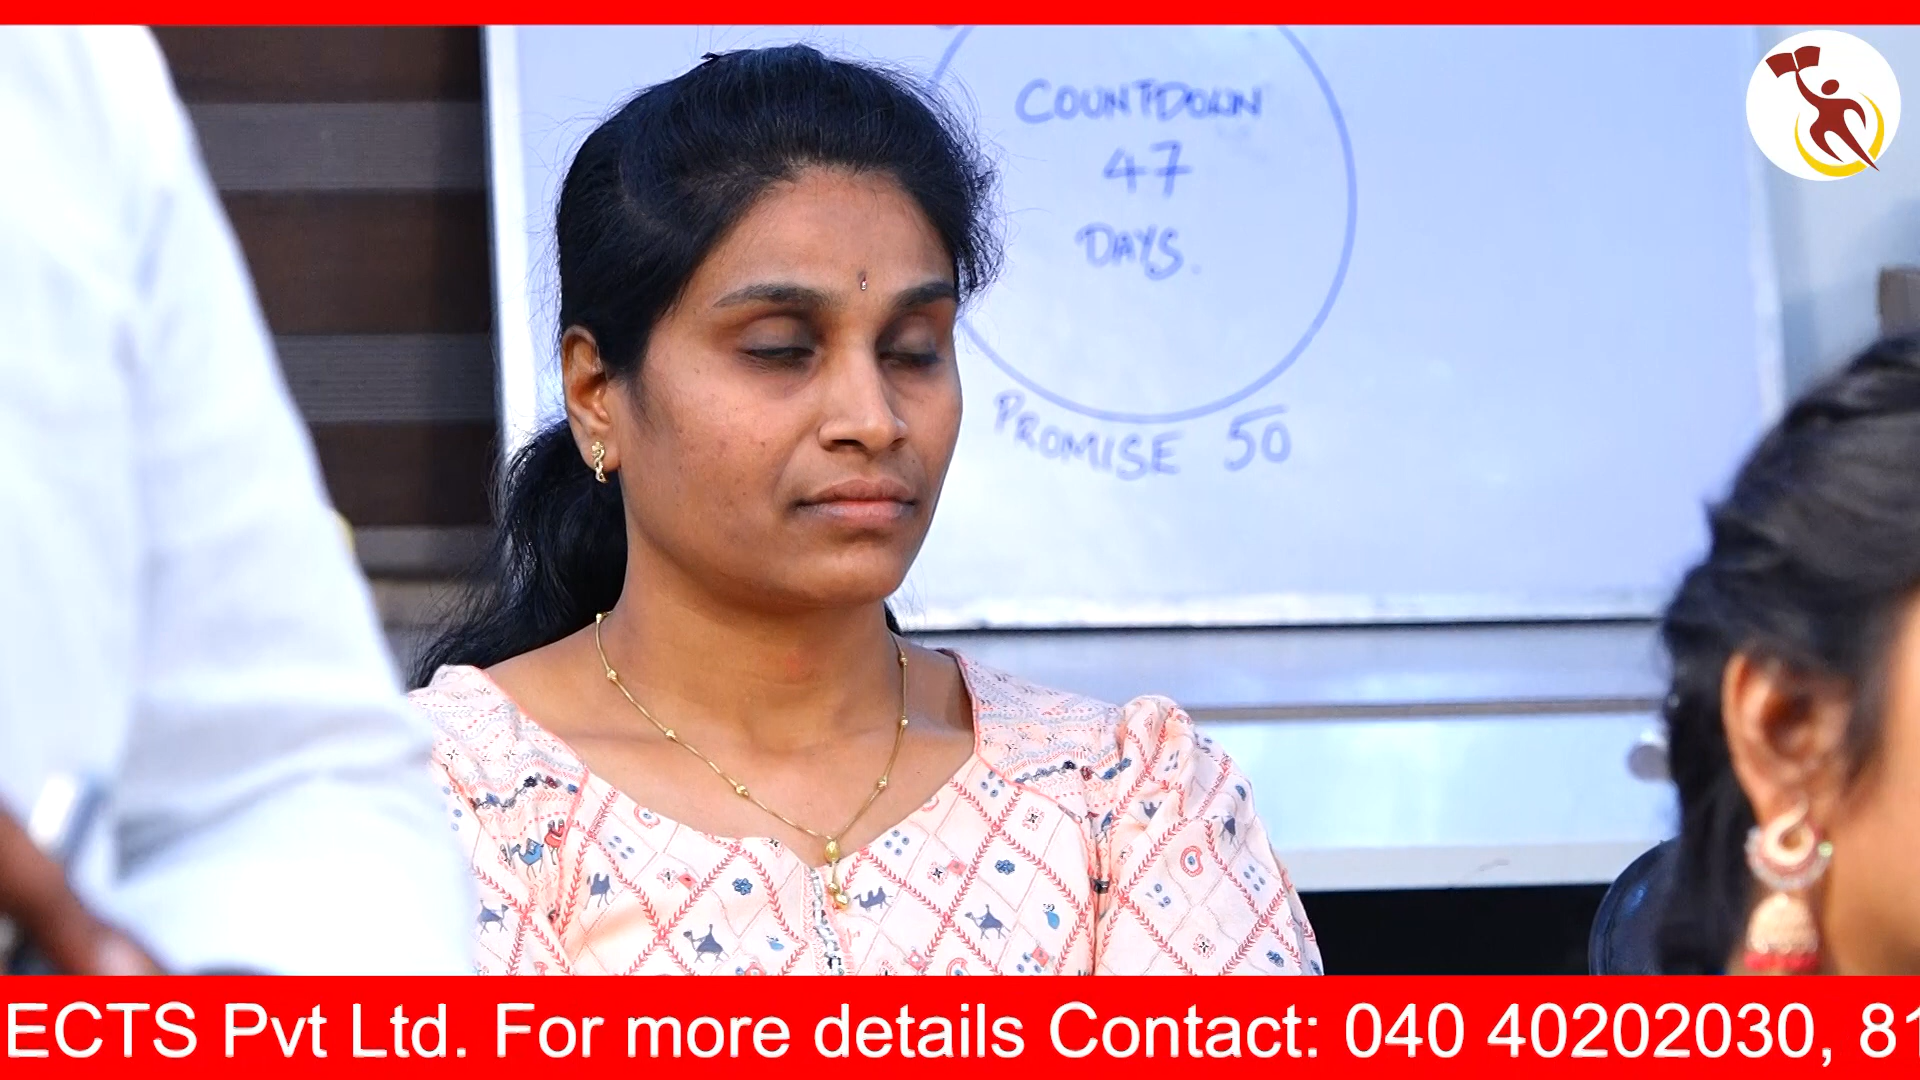 COUNTDOWN
47
DAYS.
PROMISE 50
ECTS Pvt Ltd. For more details Contact: 040 40202030, 81